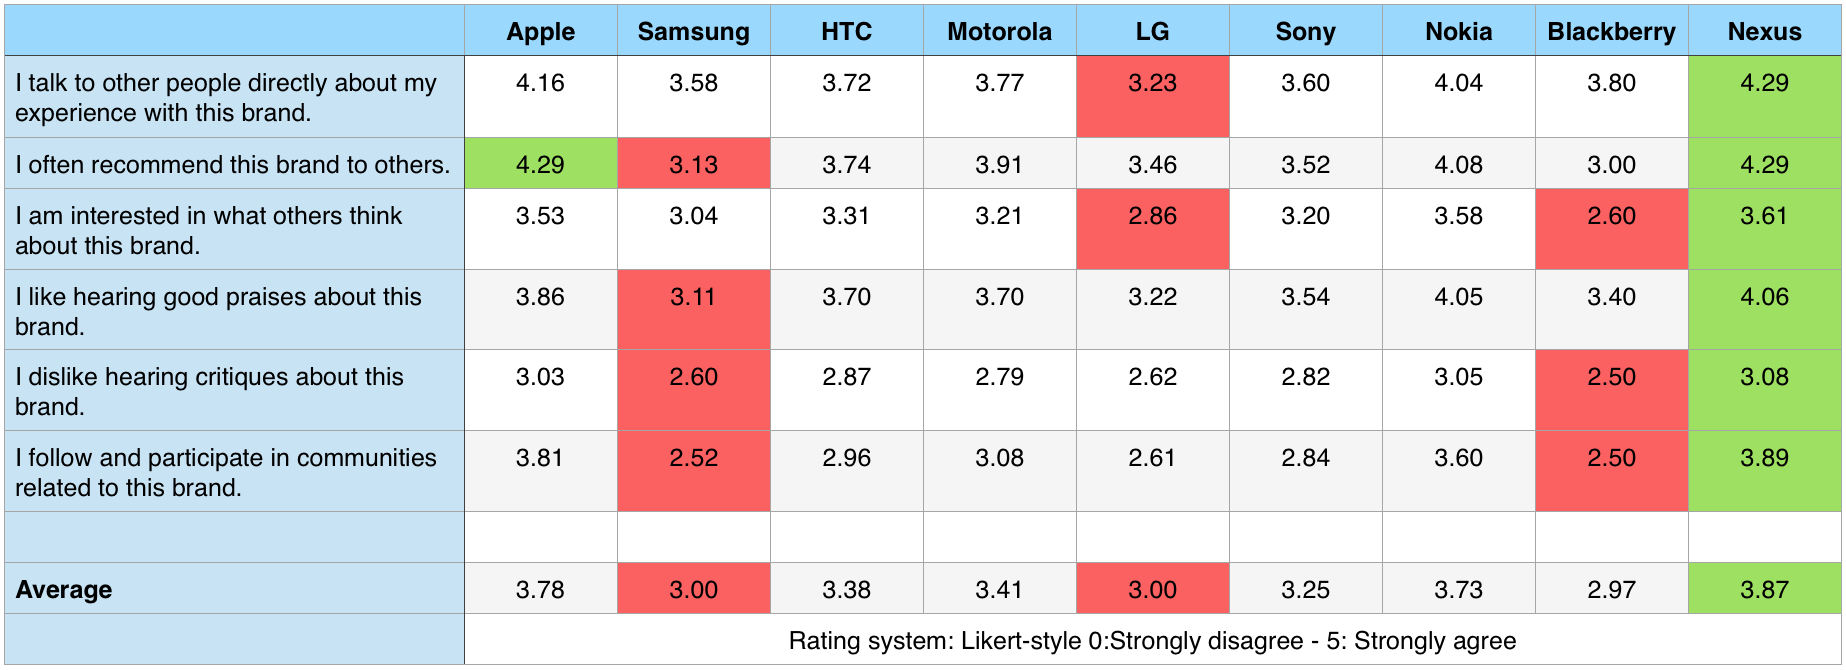 Apple Samsung HTC Motorola LG Sony Nokia Blackberry Nexus
I talk to other people directly about my 4.16 3.58 3.72 3.77 3.23 3.60 4.04 3.80 4.29
experience with this brand.
I often recommend this brand to others. 4.29 3.13 3.74 3.91 3.46 3.52 4.08 3.00 4.29
I am interested in what others think 3.53 3.04 3.31 3.21 2.86 3.20 3.58 2.60 3.61
about this brand.
I like hearing good praises about this 3.86 3.11 3.70 3.70 3.22 3.54 4.05 3.40 4.06
brand.
I dislike hearing critiques about this 3.03 2.60 2.87 2.79 2.62 2.82 3.05 2.50 3.08
brand.
I follow and participate in communities 3.81 2.52 2.96 3.08 2.61 2.84 3.60 2.50 3.89
related to this brand.
Average 3.78 3.00 3.38 3.41 3.00 3.25 3.73 2.97 3.87
Rating system: Likert-style 0:Strongly disagree - 5: Strongly agree